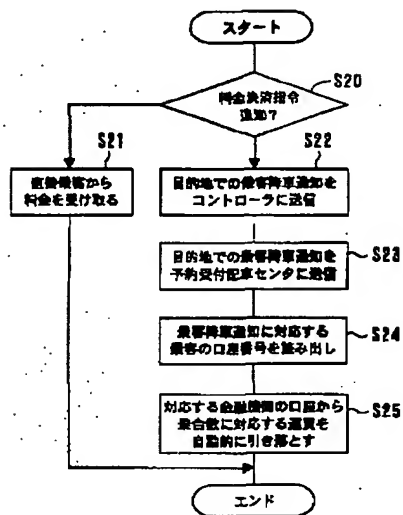 スタート
S20
料金決済指令
通知？
S21
直接乗客から
料金を受け取る
S22
目的地での乗客降車通知を
コントローラに送信
目的地での乗客降車通知を
予約受付配車センタに送信
S23
乗客降車通知に対応する
乗客の口座番号を読み出し
S24
対応する金融機関の口座から
乗台数に対応する運賃を
自動的に引き落とす
S25
エンド